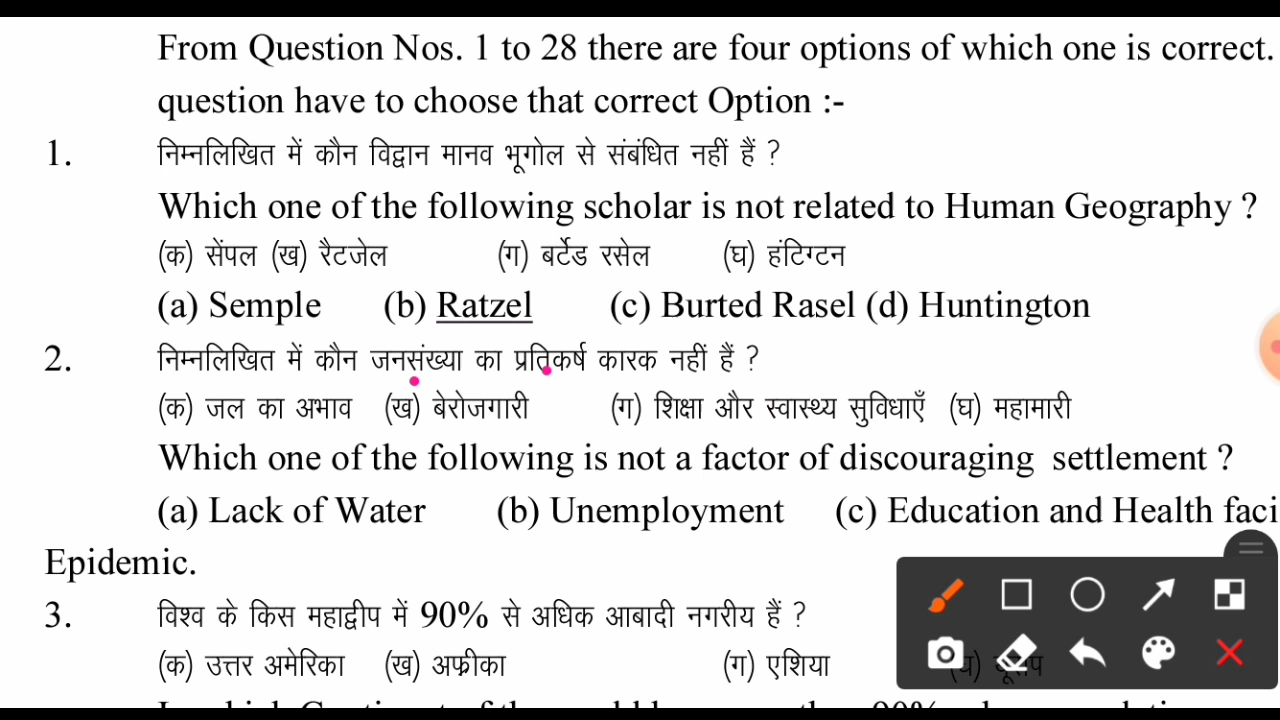 From Question Nos. 1 to 28 there are four options of which one is correct.
question have to choose that correct Option :-
1. निम्नलिखित में कौन विद्वान मानव भूगोल से संबंधित नहीं हैं ?
Which one of the following scholar is not related to Human Geography ?
(क) सेंपल (ख) रैटजेल (ग) बर्टेड रसेल (घ) हंटिग्टन
(a) Semple (b) Ratzel (c) Burted Rasel (d) Huntington
2. निम्नलिखित में कौन जनसंख्या का प्रतिकर्ष कारक नहीं हैं ?
(क) जल का अभाव (ख) बेरोजगारी (ग) शिक्षा और स्वास्थ्य सुविधाएँ (घ) महामारी
Which one of the following is not a factor of discouraging settlement ?
(a) Lack of Water (b) Unemployment (c) Education and Health faci
Epidemic.
3. विश्व के किस महाद्वीप में 90% से अधिक आबादी नगरीय हैं ?
(क) उत्तर अमेरिका (ख) अफ्रीका (ग) एशिया